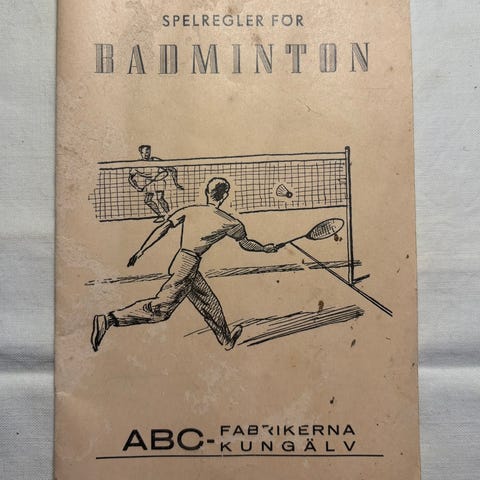 SPELREGLER FÖR
BADMINTON
ABC-FABRIKERNA
KUNGÄLV